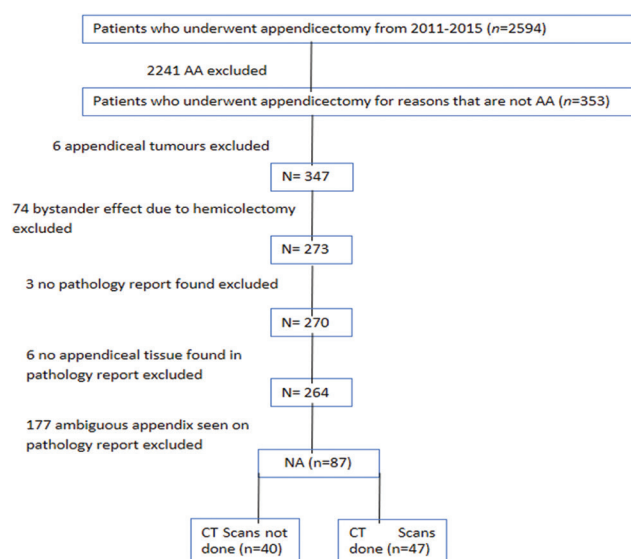 Patients who underwent appendicectomy from 2011-2015 (n=2594)
2241 AA excluded
Patients who underwent appendicectomy for reasons that are not AA (n=353)
6 appendiceal tumours excluded
N= 347
74 bystander effect due to hemicolectomy
excluded
N= 273
3 no pathology report found excluded
N= 270
6 no appendiceal tissue found in
pathology report excluded
N= 264
177 ambiguous appendix seen on
pathology report excluded
NA (n=87)
CT Scans not
done (n=40)
CT Scans
done (n=47)